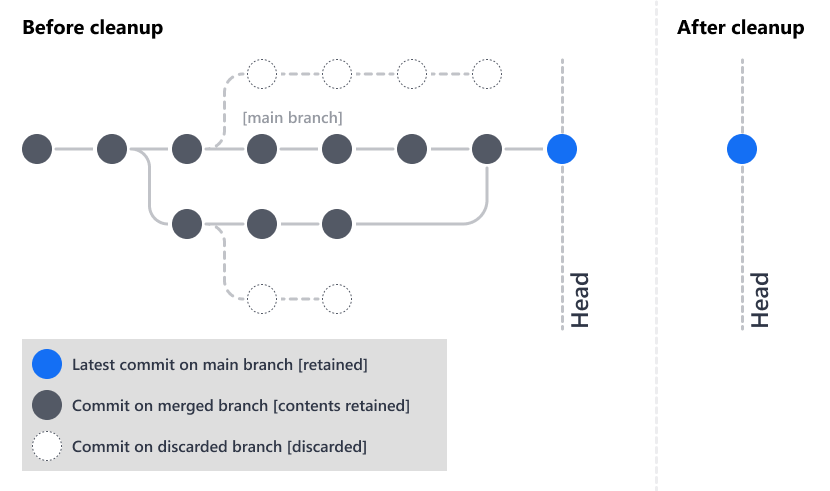 Before cleanup
After cleanup
[main branch]
Head
Head
Latest commit on main branch [retained]
Commit on merged branch [contents retained]
Commit on discarded branch [discarded]